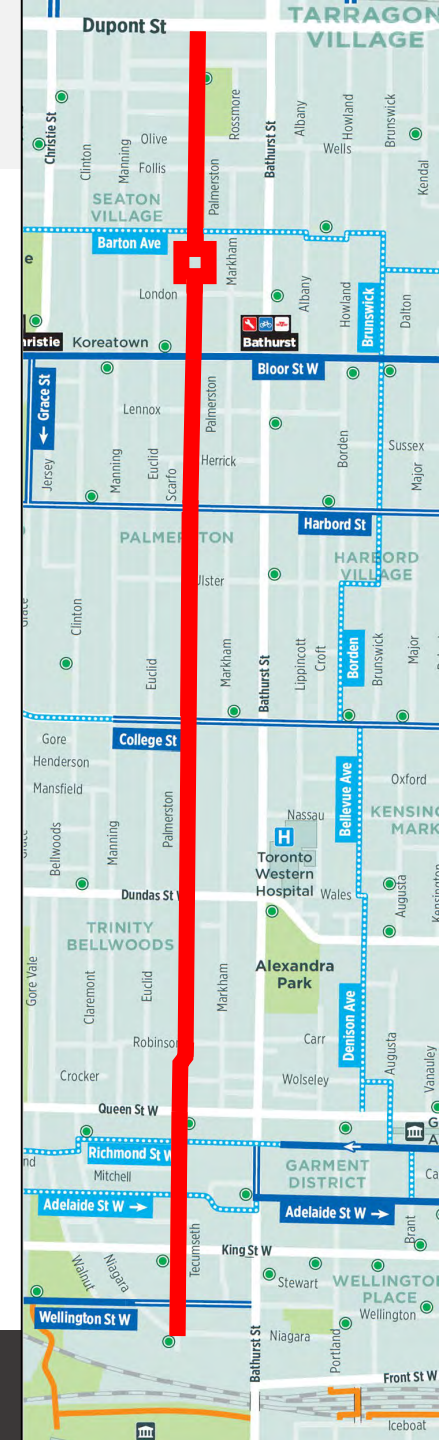 TARRAGON
VILLAGE
Dupont St
Christie St
Clinton
Manning
Olive
Follis
Rossmore
Palmerston
Bathurst St
Albany
Howland
Wells
Brunswick
Kendal
SEATON
VILLAGE
Barton Ave
Markham
London
Albany
Howland
Brunswick
Dalton
e
ristie
Koreatown
Bathurst
Bloor St W
← Grace St
Lennox
Palmerston
Jersey
Manning
Euclid
Scarfo
Herrick
Borden
Sussex
Major
Harbord St
PALMERSTON
HARBORD
VILLAGE
Ulster
Clinton
Euclid
Markham
Bathurst St
Lippincott
Croft
Borden
Brunswick
Major
College St
Gore
Henderson
Mansfield
Bellwoods
Manning
Palmerston
Bellevue Ave
Oxford
Nassau
KENSING
MARK
H
Toronto
Western
Hospital
Wales
Augusta
Kensington
Dundas St W
TRINITY
BELLWOODS
Gore Vale
Claremont
Euclid
Markham
Alexandra
Park
Denison Ave
Robinson
Carr
Augusta
Crocker
Wolseley
Vanauley
Queen St W
G
A
nd
Richmond St W
Mitchell
GARMENT
DISTRICT
Ca
Adelaide St W →
Adelaide St W →
Brant
Tecumseth
King St W
Walnut
Niagara
Stewart
WELLINGTO
PLACE
Wellington
Wellington St W
Bathurst St
Niagara
Portland
Front St W
Iceboat